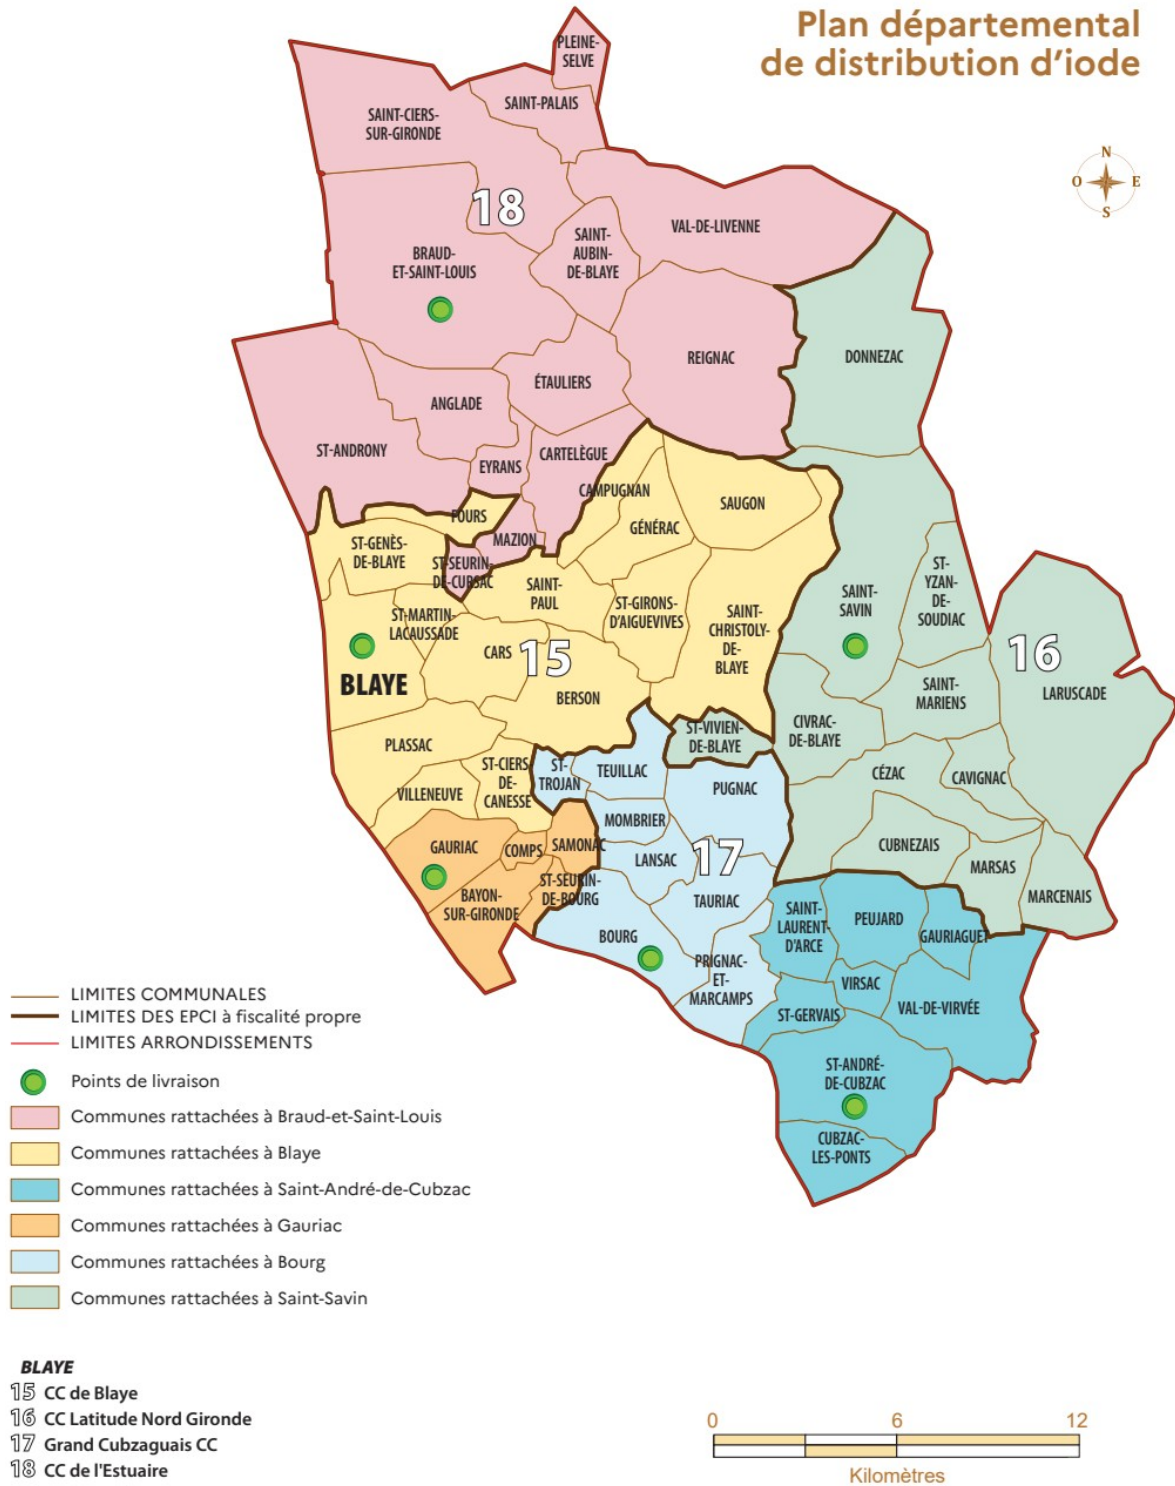 Plan départemental
de distribution d'iode
N
O
E
S
PLEINE-
SELVE
SAINT-PALAIS
SAINT-CIERS-
SUR-GIRONDE
18
VAL-DE-LIVENNE
SAINT-
AUBIN-
DE-BLAYE
BRAUD-
ET-SAINT-LOUIS
REIGNAC
DONNEZAC
ÉTAULIERS
ANGLADE
ST-ANDRONY
EYRANS
CARTELÈGUE
CAMPUGNAN
SAUGON
GÉNÉRAC
FOURS
MAZION
ST-GENÈS-
DE-BLAYE
ST-SEURIN-
DE-CURSAC
SAINT-
PAUL
ST-GIRONS-
D'AIGUEVIVES
SAINT-
CHRISTOLY-
DE-
BLAYE
SAINT-
SAVIN
ST-
YZAN-
DE-
SOUDIAC
16
LARUSCADE
ST-MARTIN-
LACAUSSADE
CARS
15
BLAYE
BERSON
SAINT-
MARIENS
CIVRAC-
DE-BLAYE
ST-VIVIEN-
DE-BLAYE
PLASSAC
ST-CIERS
DE-
CANESSE
ST-
TROJAN
TEUILLAC
PUGNAC
CÉZAC
CAVIGNAC
VILLENEUVE
MOMBRIER
CUBNEZAIS
GAURIAC
COMPS
SAMONAC
LANSAC
17
MARSAS
MARCENAIS
BAYON-
SUR-GIRONDE
ST-SEURIN-
DE-BOURG
TAURIAC
SAINT-
LAURENT-
D'ARCE
PEUJARD
GAURIAGUET
BOURG
PRIGNAC-
ET-
MARCAMPS
VIRSAC
VAL-DE-VIRVÉE
ST-GERVAIS
ST-ANDRÉ-
DE-CUBZAC
CUBZAC-
LES-PONTS
LIMITES COMMUNALES
LIMITES DES EPCI à fiscalité propre
LIMITES ARRONDISSEMENTS
Points de livraison
Communes rattachées à Braud-et-Saint-Louis
Communes rattachées à Blaye
Communes rattachées à Saint-André-de-Cubzac
Communes rattachées à Gauriac
Communes rattachées à Bourg
Communes rattachées à Saint-Savin
BLAYE
15 CC de Blaye
16 CC Latitude Nord Gironde
17 Grand Cubzaguais CC
18 CC de l'Estuaire
0 6 12
Kilomètres